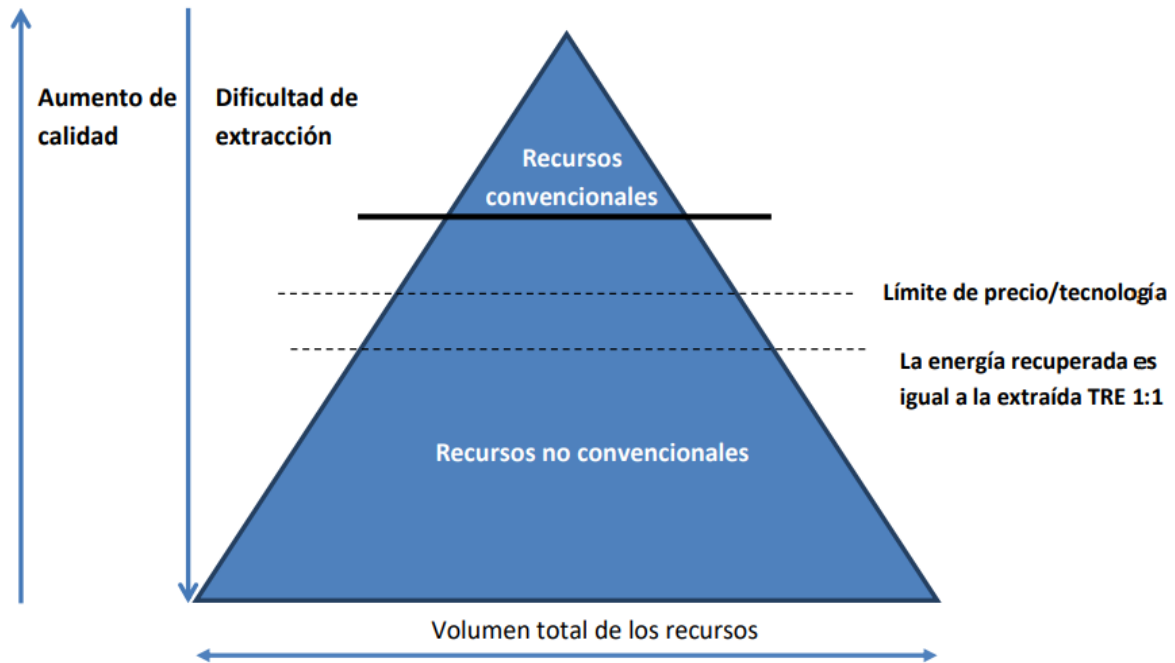 Aumento de
calidad
Dificultad de
extracción
Recursos
convencionales
Límite de precio/tecnología
La energía recuperada es
igual a la extraída TRE 1:1
Recursos no convencionales
Volumen total de los recursos